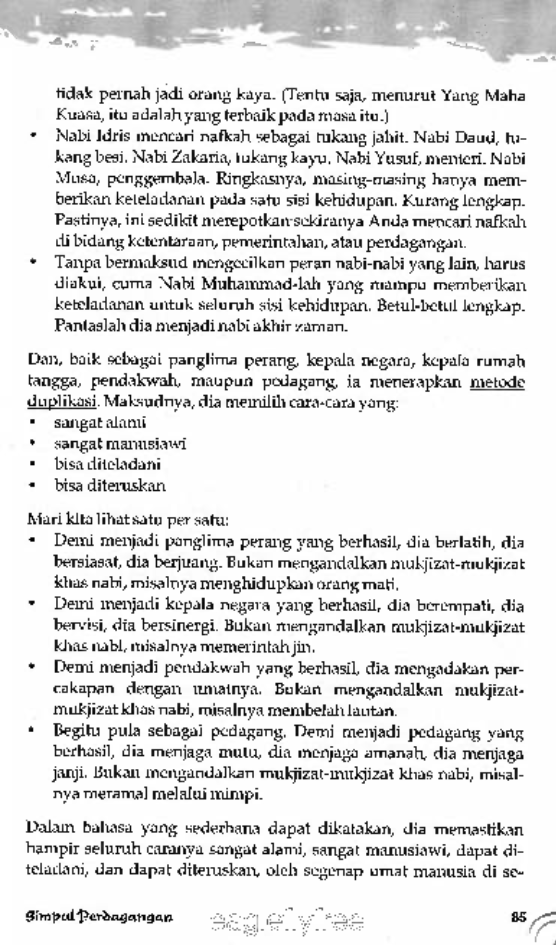 tidak pernah jadi orang kaya. (Tentu saja, menurut Yang Maha
Kuasa, itu adalah yang terbaik pada masa itu.)
• Nabi Idris mencari nafkah sebagai tukang jahit. Nabi Daud, tu-
kang besi. Nabi Zakaria, tukang kayu. Nabi Yusuf, menteri. Nabi
Musa, penggembala. Ringkasnya, masing-masing hanya mem-
berikan keteladanan pada satu sisi kehidupan. Kurang lengkap.
Pastinya, ini sedikit merepotkan sekiranya Anda mencari nafkah
di bidang ketentaraan, pemerintahan, atau perdagangan.
• Tanpa bermaksud mengecilkan peran nabi-nabi yang lain, harus
diakui, cuma Nabi Muhammad-lah yang mampu memberikan
keteladanan untuk seluruh sisi kehidupan. Betul-betul lengkap.
Pantaslah dia menjadi nabi akhir zaman.
Dan, baik sebagai panglima perang, kepala negara, kepala rumah
tangga, pendakwah, maupun pedagang, ia menerapkan metode
duplikasi. Maksudnya, dia memilih cara-cara yang:
• sangat alami
• sangat manusiawi
• bisa diteladani
• bisa diteruskan
Mari kita lihat satu per satu:
• Demi menjadi panglima perang yang berhasil, dia berlatih, dia
bersiasat, dia berjuang. Bukan mengandalkan mukjizat-mukjizat
khas nabi, misalnya menghidupkan orang mati.
• Demi menjadi kepala negara yang berhasil, dia berempati, dia
bervisi, dia bersinergi. Bukan mengandalkan mukjizat-mukjizat
khas nabi, misalnya memerintah jin.
• Demi menjadi pendakwah yang berhasil, dia mengadakan per-
cakapan dengan umatnya. Bukan mengandalkan mukjizat-
mukjizat khas nabi, misalnya membelah lautan.
• Begitu pula sebagai pedagang. Demi menjadi pedagang yang
berhasil, dia menjaga mutu, dia menjaga amanah, dia menjaga
janji. Bukan mengandalkan mukjizat-mukjizat khas nabi, misal-
nya meramal melalui mimpi.
Dalam bahasa yang sederhana dapat dikatakan, dia memastikan
hampir seluruh caranya sangat alami, sangat manusiawi, dapat di-
teladani, dan dapat diteruskan, oleh segenap umat manusia di se-
Simpul Perdagangan 85